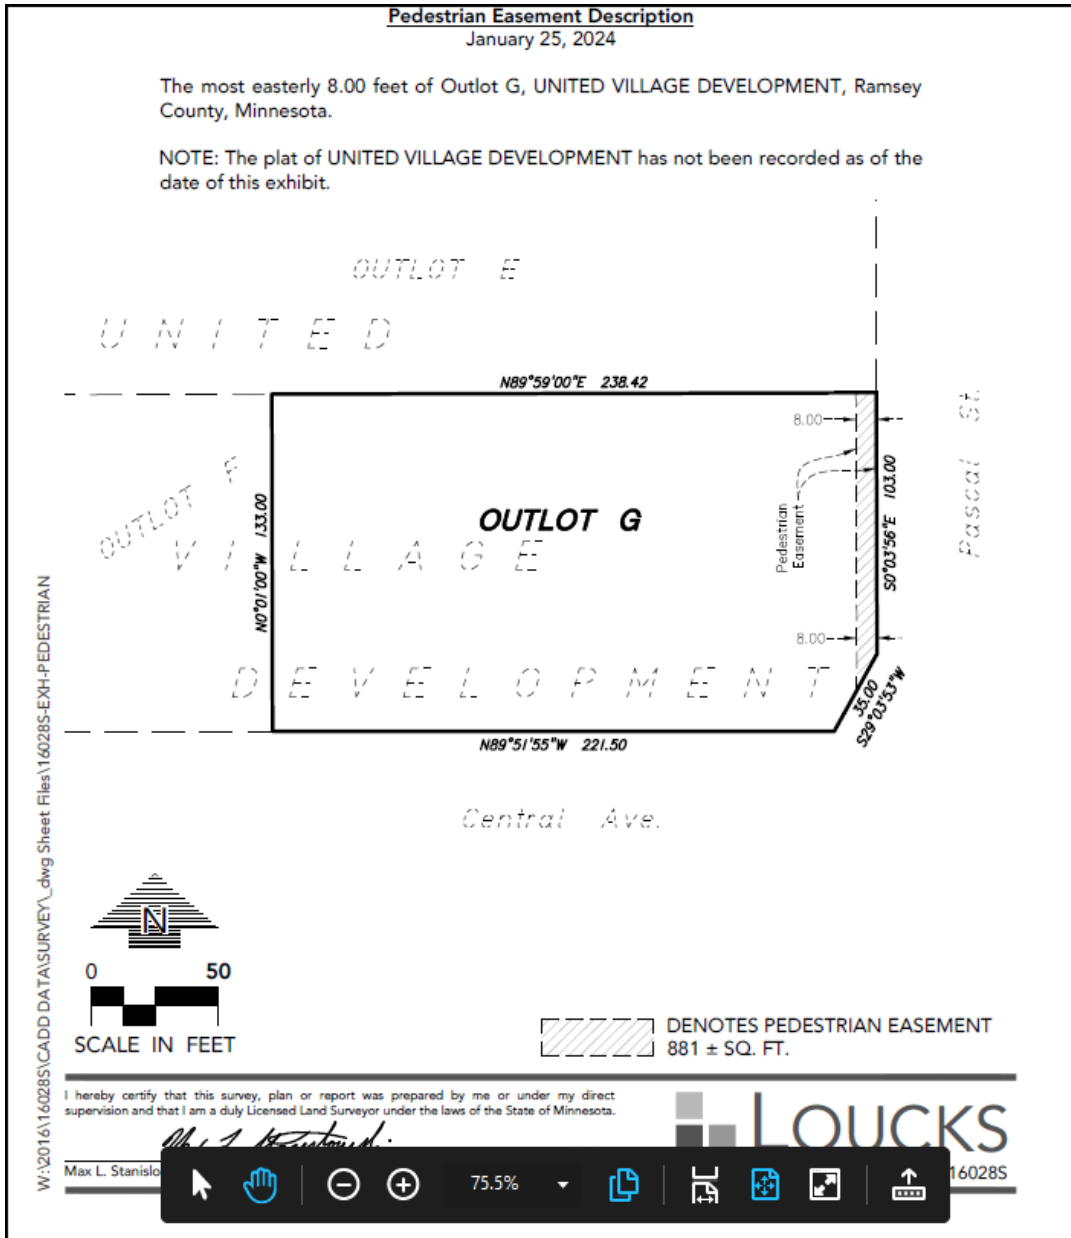 Pedestrian Easement Description
January 25, 2024
The most easterly 8.00 feet of Outlot G, UNITED VILLAGE DEVELOPMENT, Ramsey
County, Minnesota.
NOTE: The plat of UNITED VILLAGE DEVELOPMENT has not been recorded as of the
date of this exhibit.
OUTLOT E
UNITED
N89°59'00"E 238.42
8.00
Pascal St.
OUTLOT F
N0°01'00"W 133.00
OUTLOT G
Pedestrian
Easement
S0°03'56"E 103.00
VILLAGE
8.00
DEVELOPMENT
35.00
S29°03'53"W
N89°51'55"W 221.50
Central Ave.
W:\2016\16028S\CADD DATA\SURVEY\_dwg Sheet Files\16028S-EXH-PEDESTRIAN
N
0 50
SCALE IN FEET
DENOTES PEDESTRIAN EASEMENT
881 ± SQ. FT.
I hereby certify that this survey, plan or report was prepared by me or under my direct
supervision and that I am a duly Licensed Land Surveyor under the laws of the State of Minnesota.
LOUCKS
Max L. Stanislo
16028S
75.5%